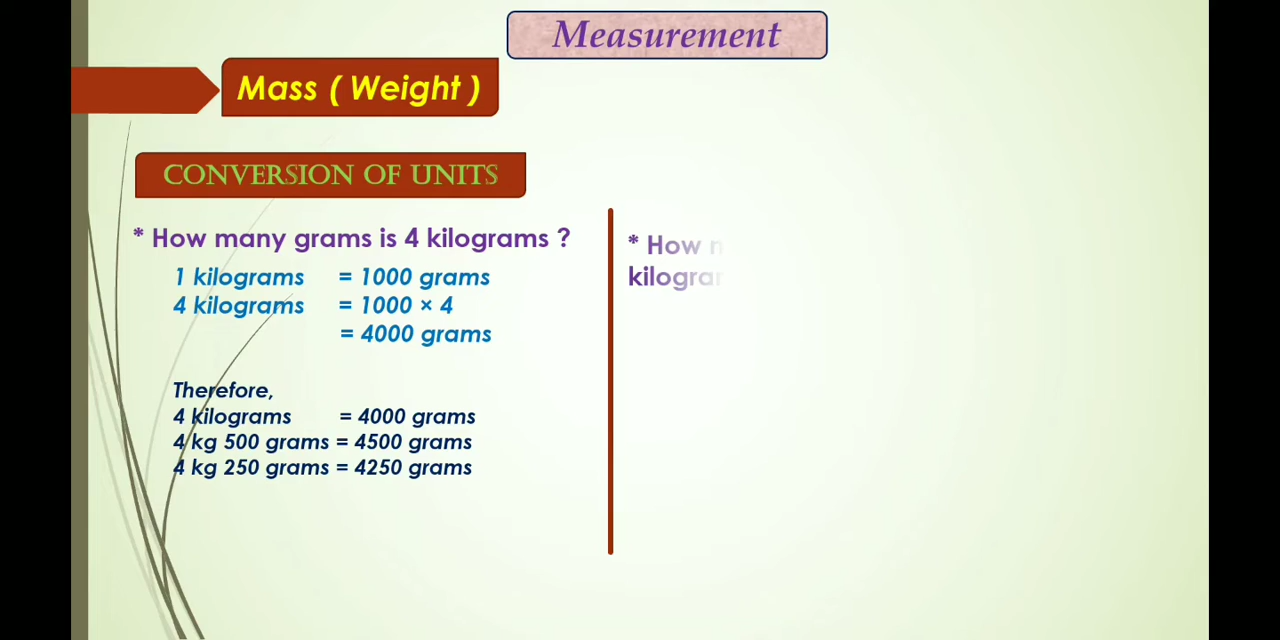 Measurement
Mass ( Weight )
CONVERSION OF UNITS
* How many grams is 4 kilograms ?
1 kilograms = 1000 grams
4 kilograms = 1000 × 4
= 4000 grams
Therefore,
4 kilograms = 4000 grams
4 kg 500 grams = 4500 grams
4 kg 250 grams = 4250 grams
* How